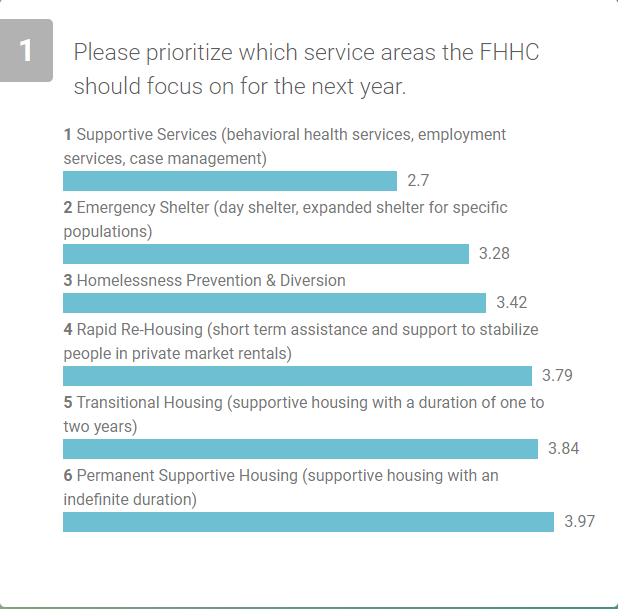 1
Please prioritize which service areas the FHHC
should focus on for the next year.
1 Supportive Services (behavioral health services, employment
services, case management)
2.7
2 Emergency Shelter (day shelter, expanded shelter for specific
populations)
3.28
3 Homelessness Prevention & Diversion
3.42
4 Rapid Re-Housing (short term assistance and support to stabilize
people in private market rentals)
3.79
5 Transitional Housing (supportive housing with a duration of one to
two years)
3.84
6 Permanent Supportive Housing (supportive housing with an
indefinite duration)
3.97